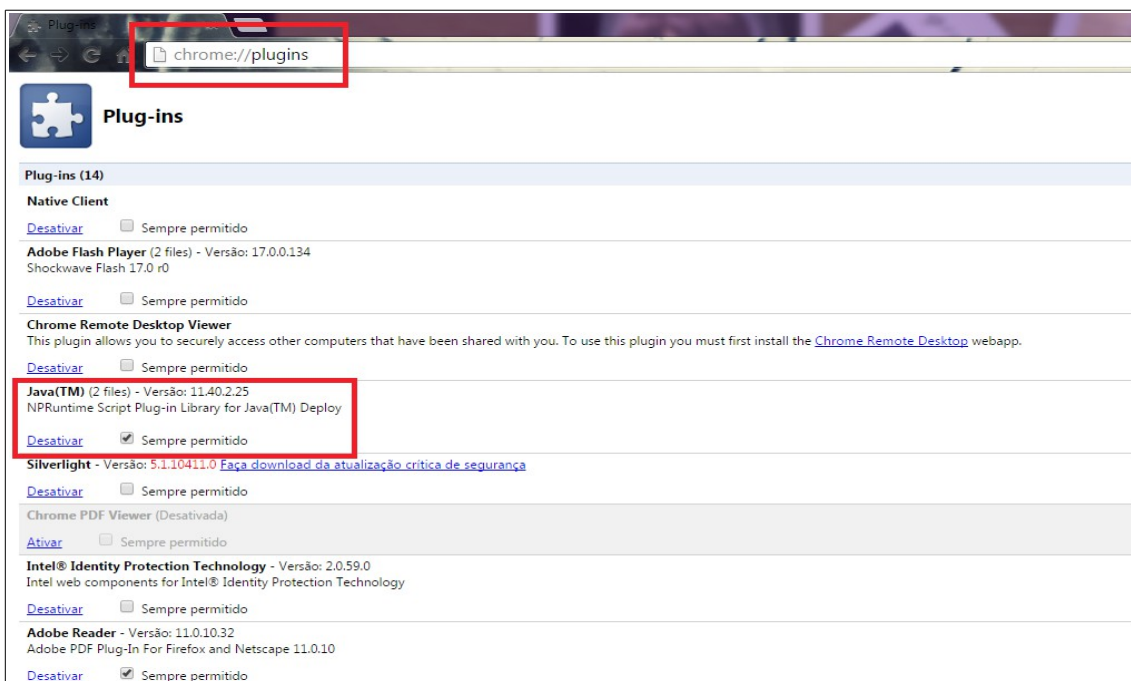 Plug-ins
chrome://plugins
Plug-ins
Plug-ins (14)
Native Client
Desativar Sempre permitido
Adobe Flash Player (2 files) - Versão: 17.0.0.134
Shockwave Flash 17.0 r0
Desativar Sempre permitido
Chrome Remote Desktop Viewer
This plugin allows you to securely access other computers that have been shared with you. To use this plugin you must first install the Chrome Remote Desktop webapp.
Desativar Sempre permitido
Java(TM) (2 files) - Versão: 11.40.2.25
NPRuntime Script Plug-in Library for Java(TM) Deploy
Desativar Sempre permitido
Silverlight - Versão: 5.1.10411.0 Faça download da atualização crítica de segurança
Desativar Sempre permitido
Chrome PDF Viewer (Desativada)
Ativar Sempre permitido
Intel® Identity Protection Technology - Versão: 2.0.59.0
Intel web components for Intel® Identity Protection Technology
Desativar Sempre permitido
Adobe Reader - Versão: 11.0.10.32
Adobe PDF Plug-In For Firefox and Netscape 11.0.10
Desativar Sempre permitido